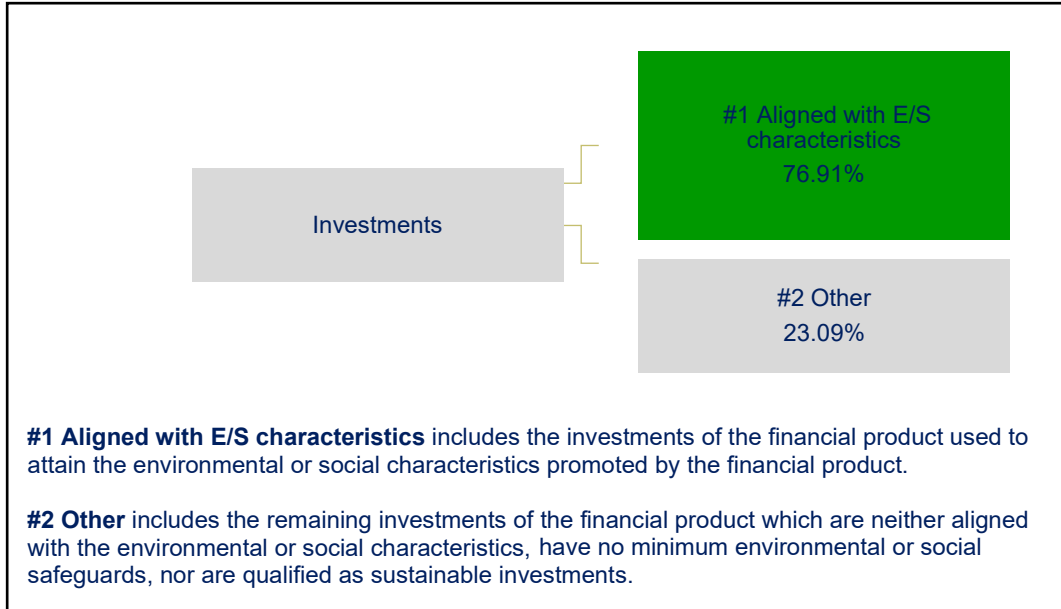 #1 Aligned with E/S
characteristics
76.91%
Investments
#2 Other
23.09%
#1 Aligned with E/S characteristics includes the investments of the financial product used to
attain the environmental or social characteristics promoted by the financial product.
#2 Other includes the remaining investments of the financial product which are neither aligned
with the environmental or social characteristics, have no minimum environmental or social
safeguards, nor are qualified as sustainable investments.